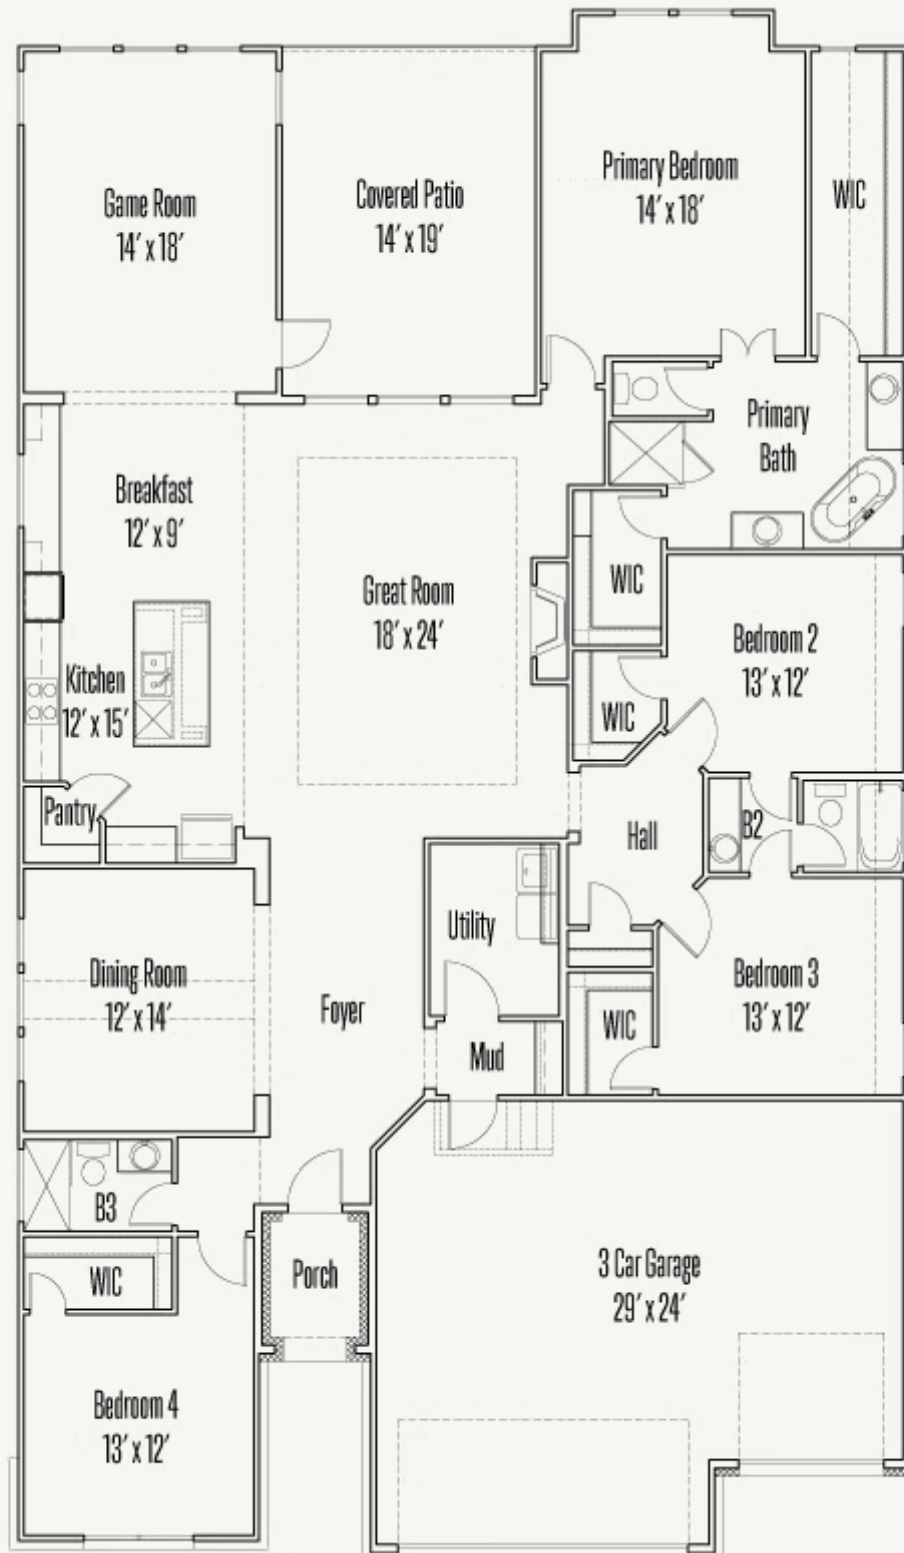 Primary Bedroom
14' x 18'
WIC
Covered Patio
14' x 19'
Game Room
14' x 18'
Primary
Bath
Breakfast
12' x 9'
Great Room
18' x 24'
WIC
Bedroom 2
13' x 12'
Kitchen
12' x 15'
WIC
Pantry
Hall
B2
Utility
Dining Room
12' x 14'
Foyer
Bedroom 3
13' x 12'
WIC
Mud
B3
WIC
Porch
3 Car Garage
29' x 24'
Bedroom 4
13' x 12'